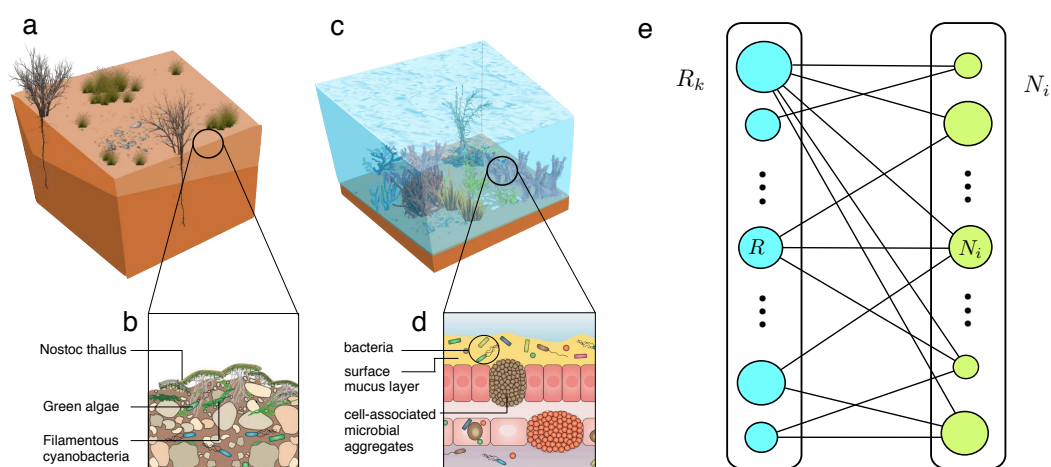 a
c
e
R_k
N_i
R
N_i
b
Nostoc thallus
Green algae
Filamentous
cyanobacteria
d
bacteria
surface
mucus layer
cell-associated
microbial
aggregates